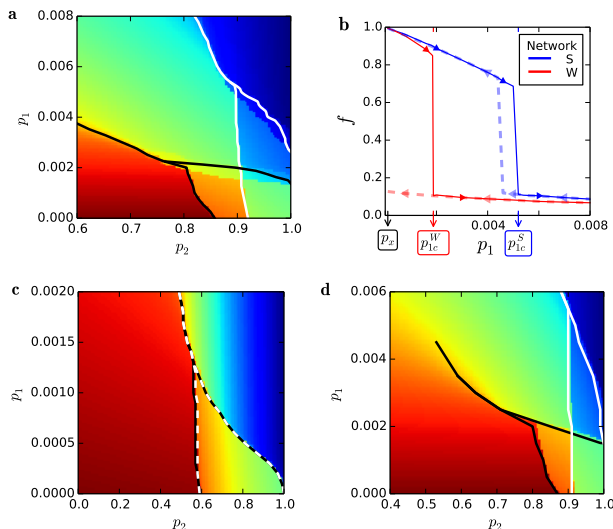 a
0.008
0.006
0.004
0.002
0.000
p1
0.6 0.7 0.8 0.9 1.0
p2
b
1.0
0.8
0.6
0.4
0.2
0.0
f
Network
S
W
0.004 0.008
px
p1c^W
p1
p1c^S
c
0.0020
0.0015
0.0010
0.0005
0.0000
p1
0.0 0.2 0.4 0.6 0.8 1.0
p2
d
0.006
0.004
0.002
0.000
p1
0.4 0.5 0.6 0.7 0.8 0.9 1.0
p2